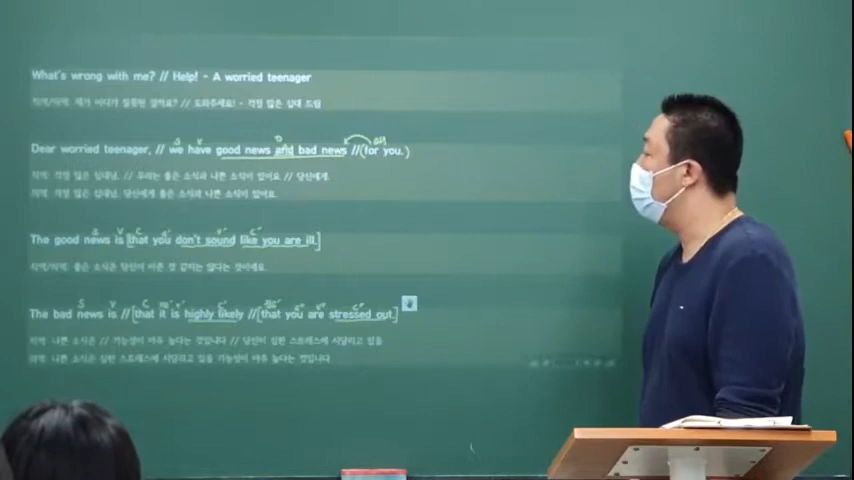 What's wrong with me? // Help! - A worried teenager
직역/의역: 제가 어디가 잘못된 걸까요? // 도와주세요! - 걱정 많은 십대 드림
Dear worried teenager, // we have good news and bad news //(for you.)
직역: 걱정 많은 십대님, // 우리는 좋은 소식과 나쁜 소식이 있어요 // 당신에게.
의역: 걱정 많은 십대님, 당신에게 좋은 소식과 나쁜 소식이 있어요.
The good news is [that you don't sound like you are ill.]
직역/의역: 좋은 소식은 당신이 아픈 것 같지는 않다는 것이에요.
The bad news is //[that it is highly likely //[that you are stressed out.]
직역: 나쁜 소식은 // 가능성이 아주 높다는 것입니다 // 당신이 심한 스트레스에 시달리고 있을
의역: 나쁜 소식은 심한 스트레스에 시달리고 있을 가능성이 아주 높다는 것입니다.